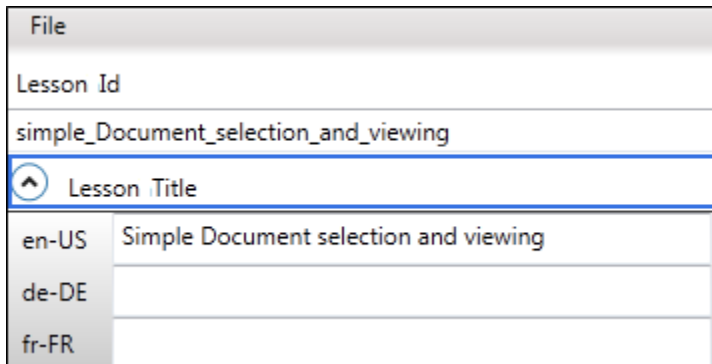 File
Lesson Id
simple_Document_selection_and_viewing
Lesson Title
en-US Simple Document selection and viewing
de-DE
fr-FR